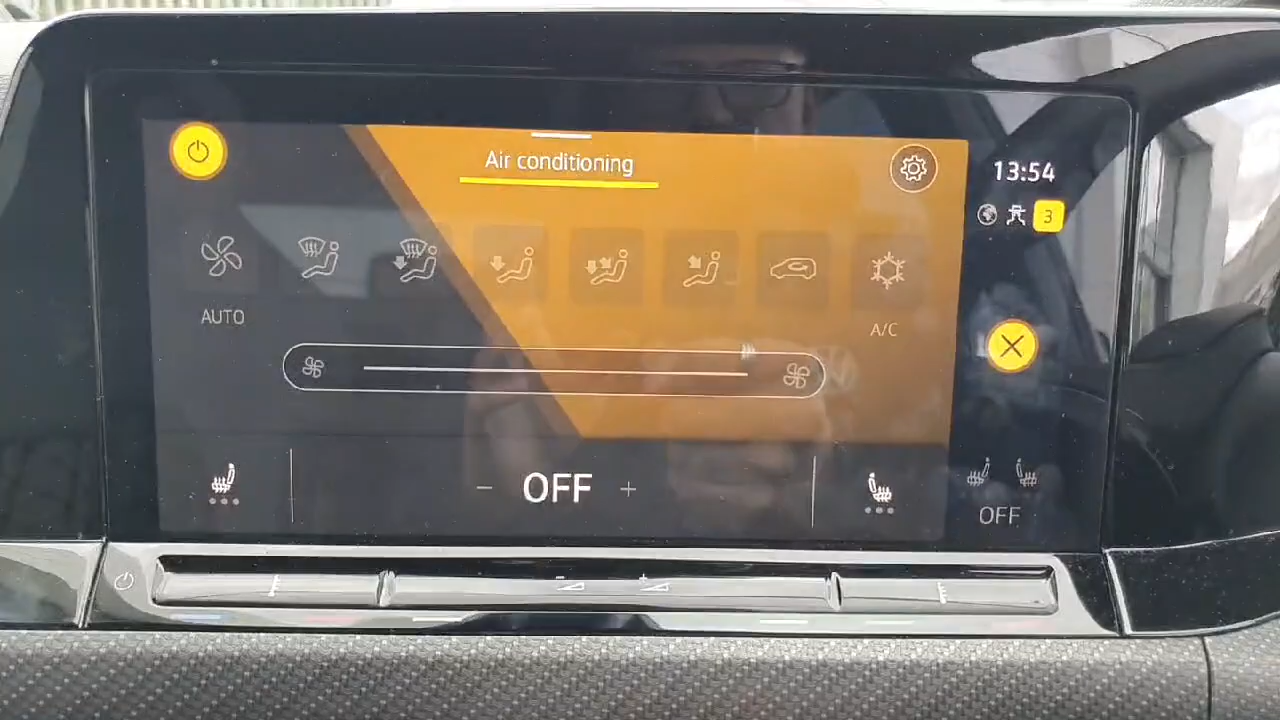 Air conditioning
13:54
3
AUTO
A/C
- OFF +
OFF